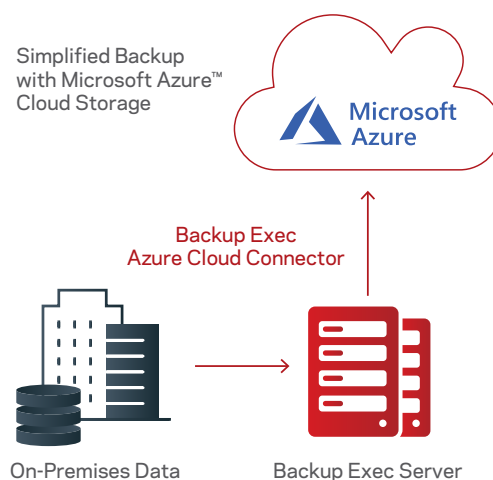 Simplified Backup
with Microsoft Azure™
Cloud Storage
Microsoft
Azure
Backup Exec
Azure Cloud Connector
On-Premises Data
Backup Exec Server